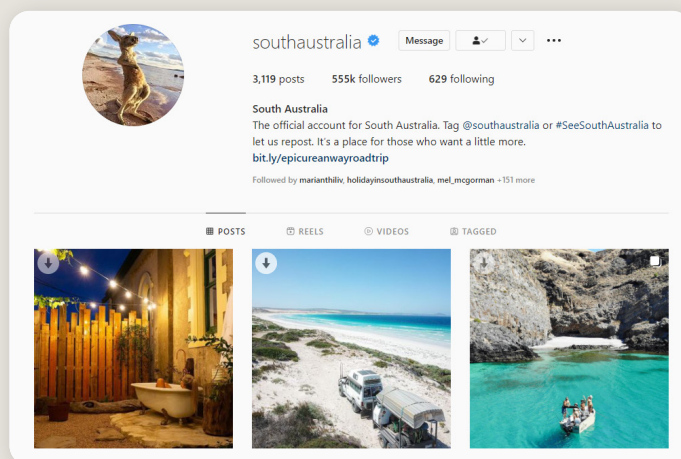 southaustralia Message
3,119 posts 555k followers 629 following
South Australia
The official account for South Australia. Tag @southaustralia or #SeeSouthAustralia to
let us repost. It's a place for those who want a little more.
bit.ly/epicureanwayroadtrip
Followed by marianthiliv, holidayinsouthaustralia, mel_mcgorman +151 more
POSTS REELS VIDEOS TAGGED